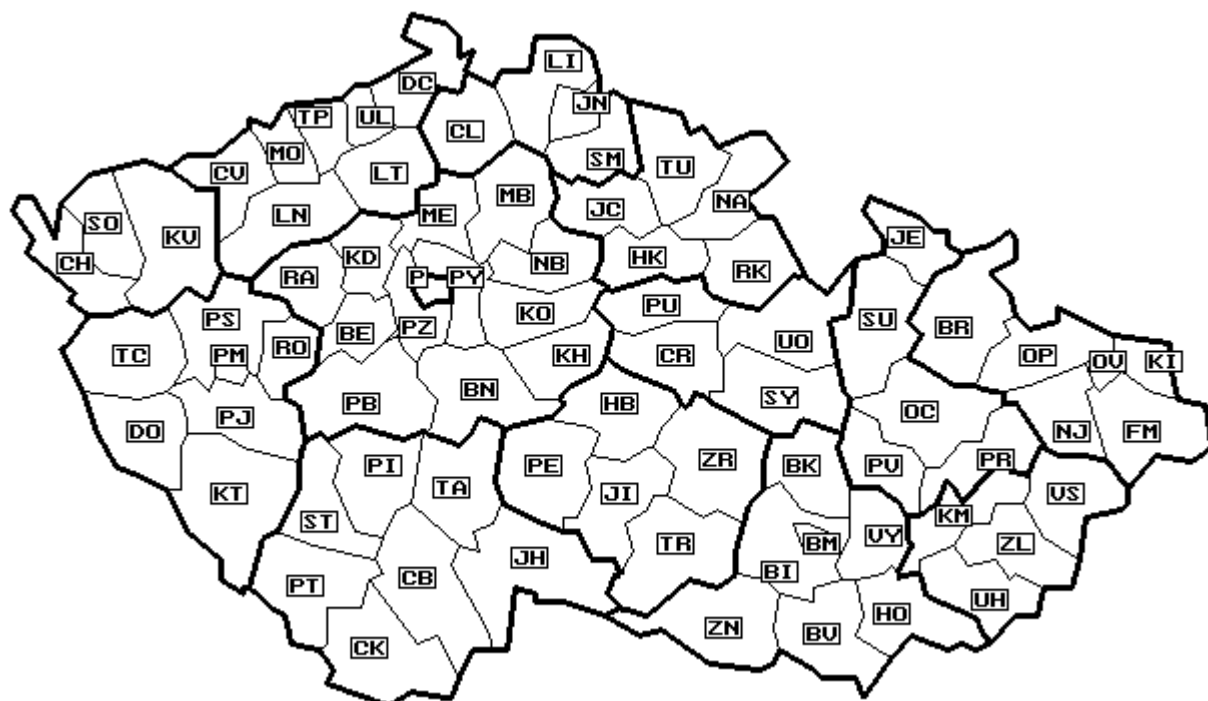 LI
DC
JN
TP
UL
CL
MO
SM
CV
LT
TU
MB
NA
LN
ME
JC
SO
KV
JE
KD
CH
RA
P
PY
NB
HK
RK
KO
PU
PS
SU
BR
PZ
BE
UO
RO
TC
PM
KH
CR
OP
OV
KI
BN
SY
PB
HB
OC
PJ
DO
NJ
FM
PI
PE
ZR
BK
PV
PR
KT
TA
JI
VS
ST
KM
TR
BM
VY
ZL
JH
CB
BI
PT
UH
HO
ZN
BV
CK